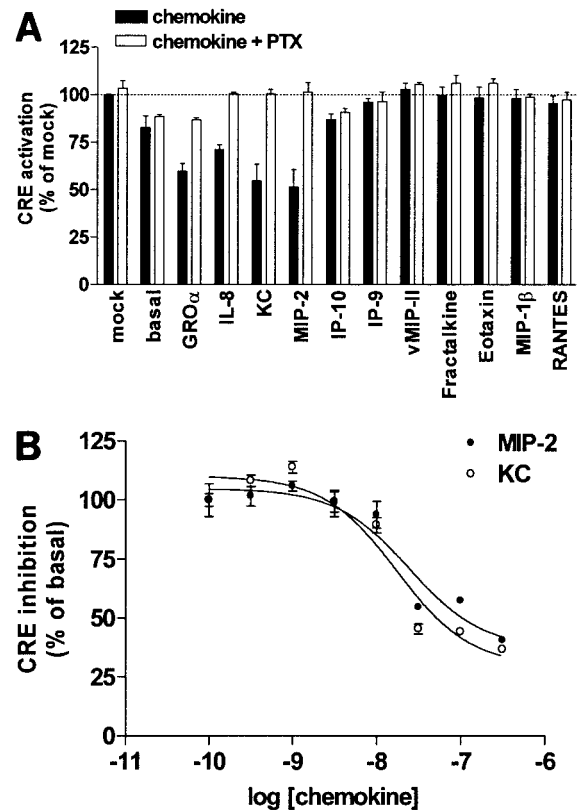 A
chemokine
chemokine + PTX
CRE activation
(% of mock)
125
100
75
50
25
0
mock
basal
GROα
IL-8
KC
MIP-2
IP-10
IP-9
vMIP-II
Fractalkine
Eotaxin
MIP-1β
RANTES
B
MIP-2
KC
CRE inhibition
(% of basal)
125
100
75
50
25
0
-11
-10
-9
-8
-7
-6
log [chemokine]